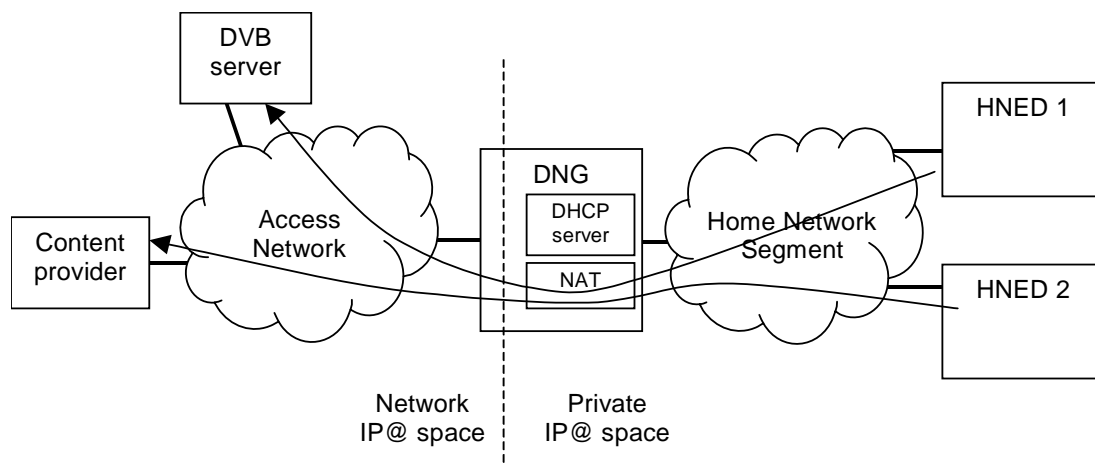 DVB
server
HNED 1
DNG
DHCP
server
Access
Network
Home Network
Segment
Content
provider
NAT
HNED 2
Network
IP@ space
Private
IP@ space